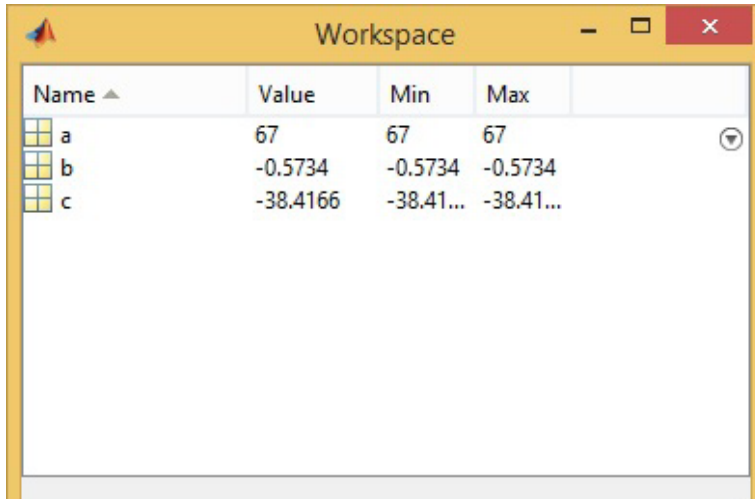 Workspace
Name Value Min Max
a 67 67 67
b -0.5734 -0.5734 -0.5734
c -38.4166 -38.41... -38.41...